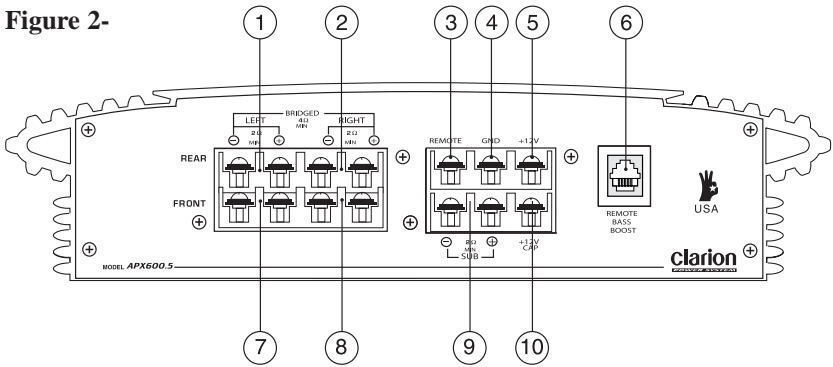 Figure 2-
1 2 3 4 5 6
BRIDGED
LEFT 4Ω RIGHT
MIN
− 2Ω + − 2Ω +
MIN MIN
REMOTE GND +12V
REAR
FRONT
REMOTE
BASS
BOOST
USA
− 2Ω + +12V
MIN CAP
SUB
MODEL APX600.5
clarion
POWER SYSTEM
7 8 9 10